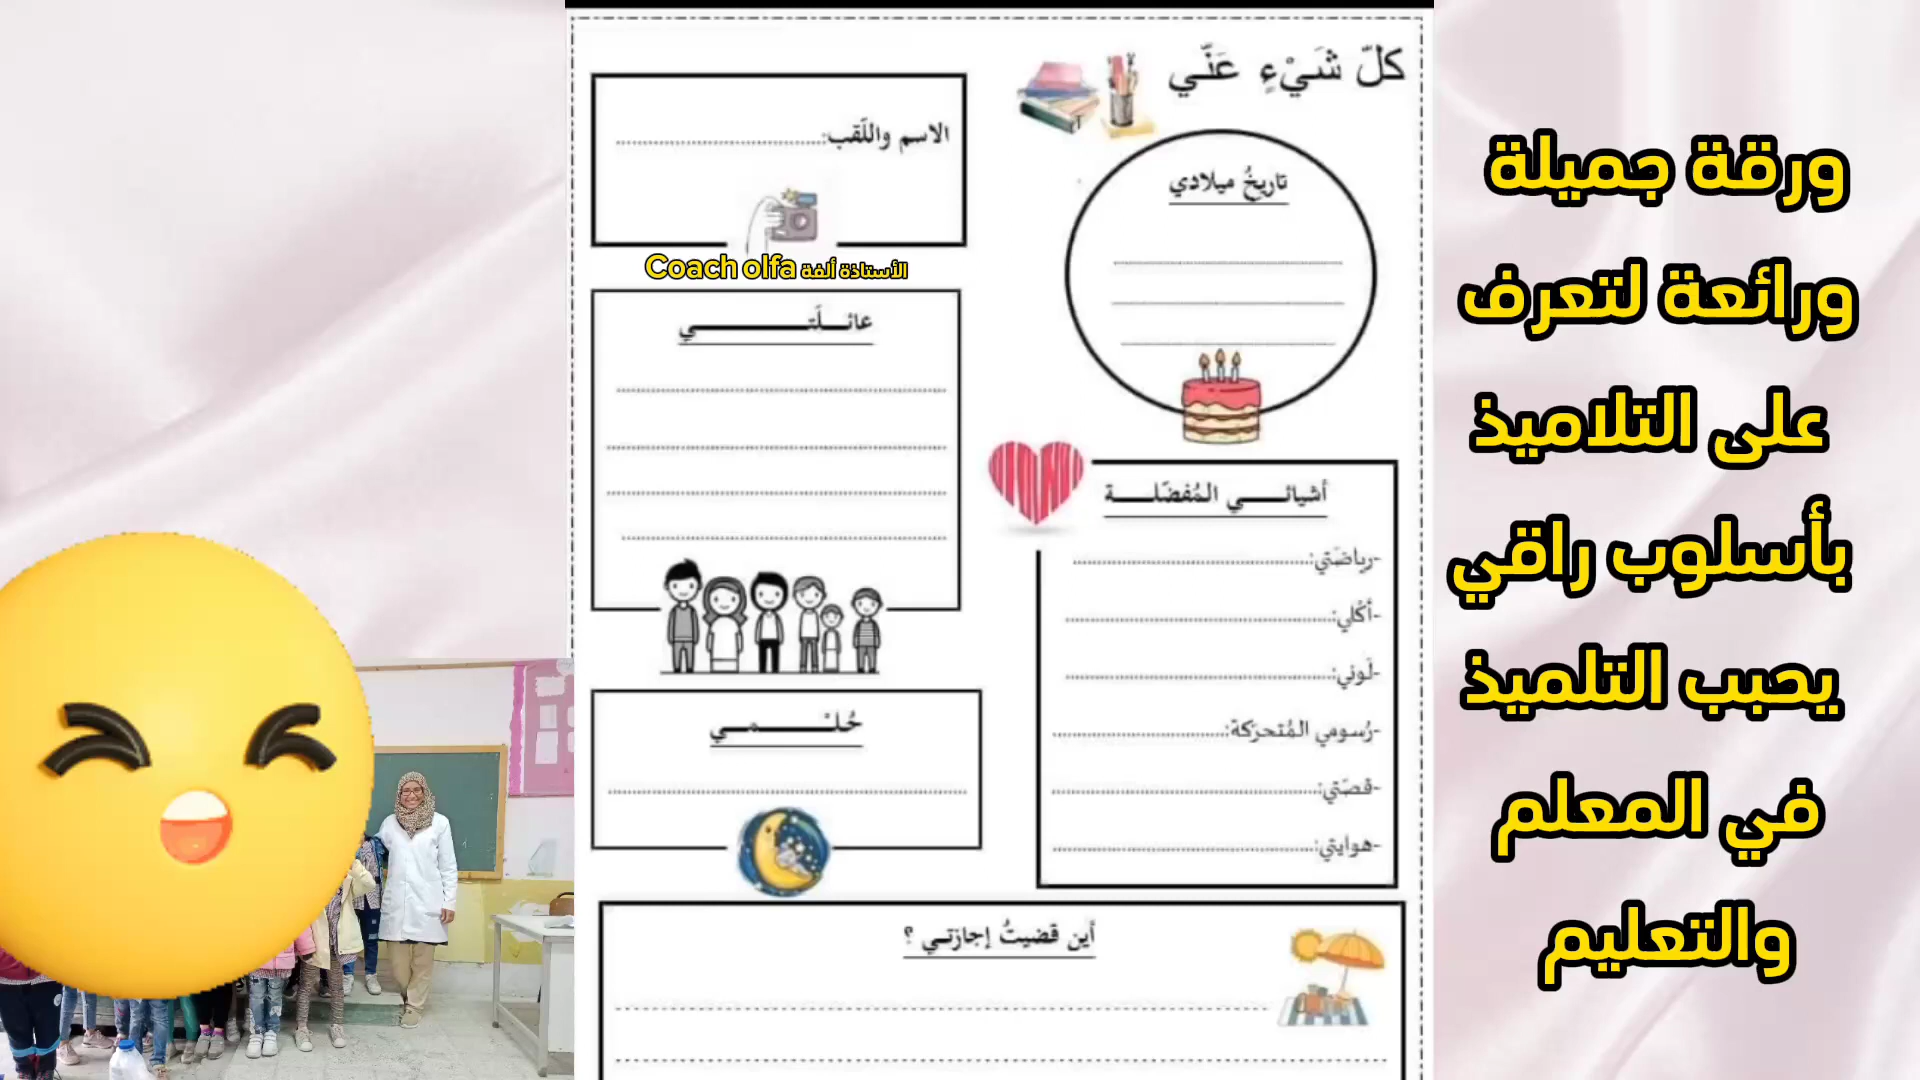 كلّ شَيْءٍ عَنّي
الاسم واللّقب:
تاريخُ ميلادي
Coach olfa الأستاذة ألفة
عائلَتي
أشيائي المُفضّلة
-رياضَتي:
-أكْلي:
-لَوني:
-رُسومي المُتحرّكة:
-قصَتي:
-هوايتي:
حُلْمي
أين قضيتُ إجازتي ؟
ورقة جميلة
ورائعة لتعرف
على التلاميذ
بأسلوب راقي
يحبب التلميذ
في المعلم
والتعليم